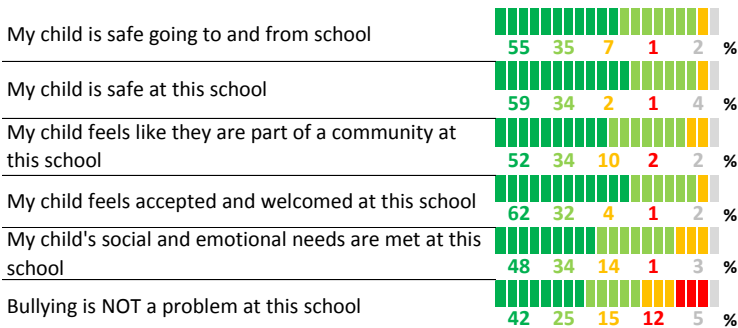 My child is safe going to and from school
55 35 7 1 2 %
My child is safe at this school
59 34 2 1 4 %
My child feels like they are part of a community at
this school
52 34 10 2 2 %
My child feels accepted and welcomed at this school
62 32 4 1 2 %
My child's social and emotional needs are met at this
school
48 34 14 1 3 %
Bullying is NOT a problem at this school
42 25 15 12 5 %